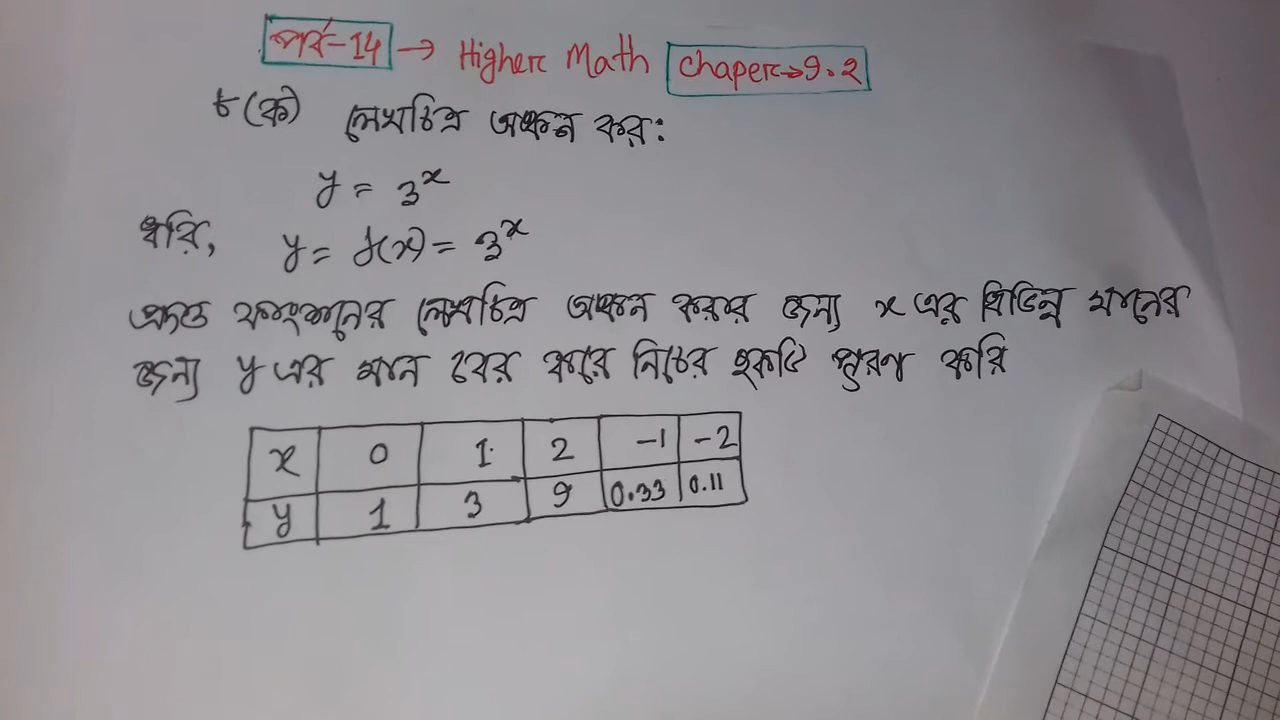 পর্ব-14 → Higher Math Chaper→9.2
৮(ক) লেখচিত্র অঙ্কন কর:
y = 3^x
ধরি, y = f(x) = 3^x
প্রদত্ত ফাংশনের লেখচিত্র অঙ্কন করার জন্য x এর বিভিন্ন মানের
জন্য y এর মান বের করে নিচের ছকটি পুরণ করি
x 0 1 2 -1 -2
y 1 3 9 0.33 0.11